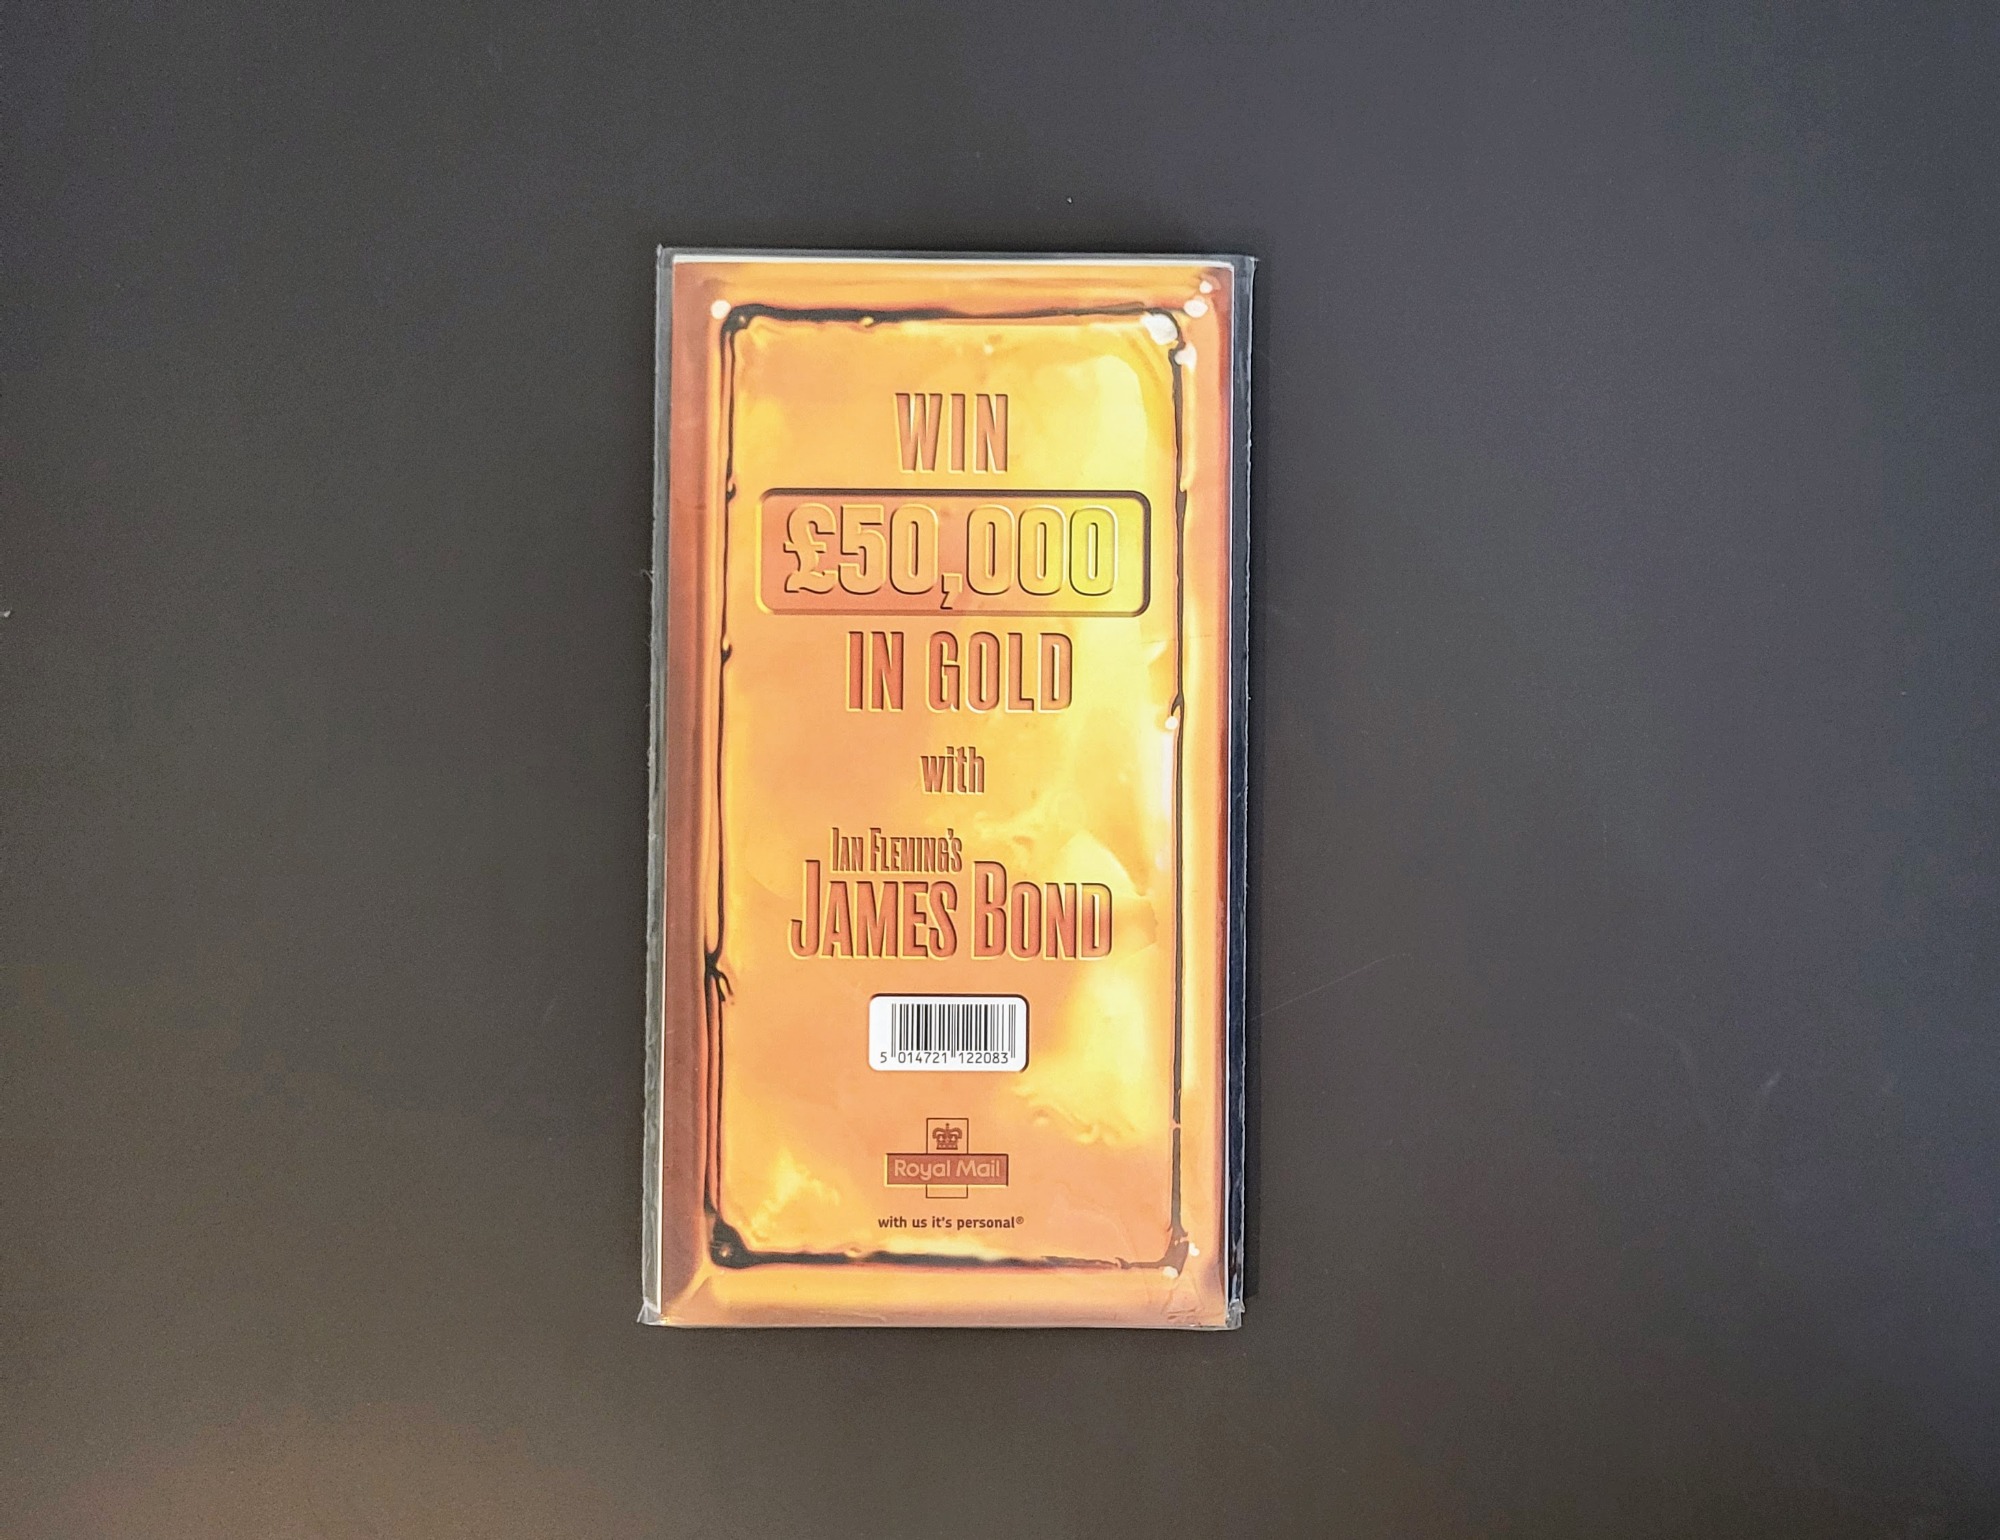 WIN
£50,000
IN GOLD
with
IAN FLEMING'S
JAMES BOND
5 014721 122083
Royal Mail
with us it's personal®